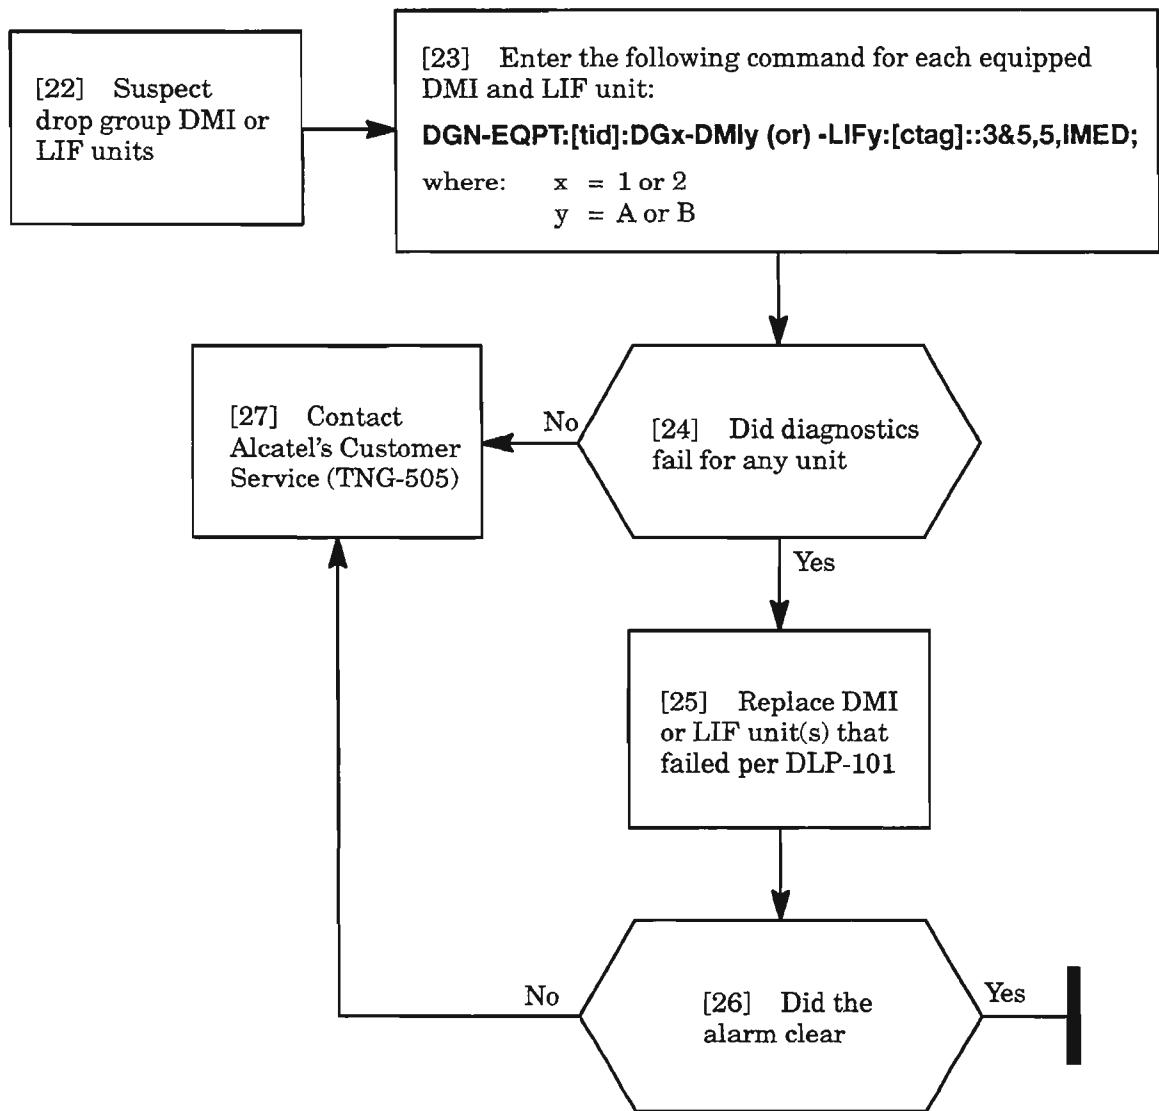 [22] Suspect
drop group DMI or
LIF units
[23] Enter the following command for each equipped
DMI and LIF unit:
DGN-EQPT:[tid]:DGx-DMIy (or) -LIFy:[ctag]::3&5,5,IMED;
where: x = 1 or 2
y = A or B
[27] Contact
Alcatel's Customer
Service (TNG-505)
No
[24] Did diagnostics
fail for any unit
Yes
[25] Replace DMI
or LIF unit(s) that
failed per DLP-101
No
[26] Did the
alarm clear
Yes